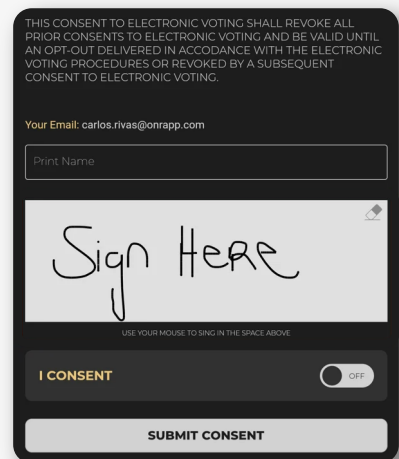 THIS CONSENT TO ELECTRONIC VOTING SHALL REVOKE ALL
PRIOR CONSENTS TO ELECTRONIC VOTING AND BE VALID UNTIL
AN OPT-OUT DELIVERED IN ACCODANCE WITH THE ELECTRONIC
VOTING PROCEDURES OR REVOKED BY A SUBSEQUENT
CONSENT TO ELECTRONIC VOTING.
Your Email: carlos.rivas@onrapp.com
Print Name
Sign HERE
USE YOUR MOUSE TO SING IN THE SPACE ABOVE
I CONSENT
OFF
SUBMIT CONSENT